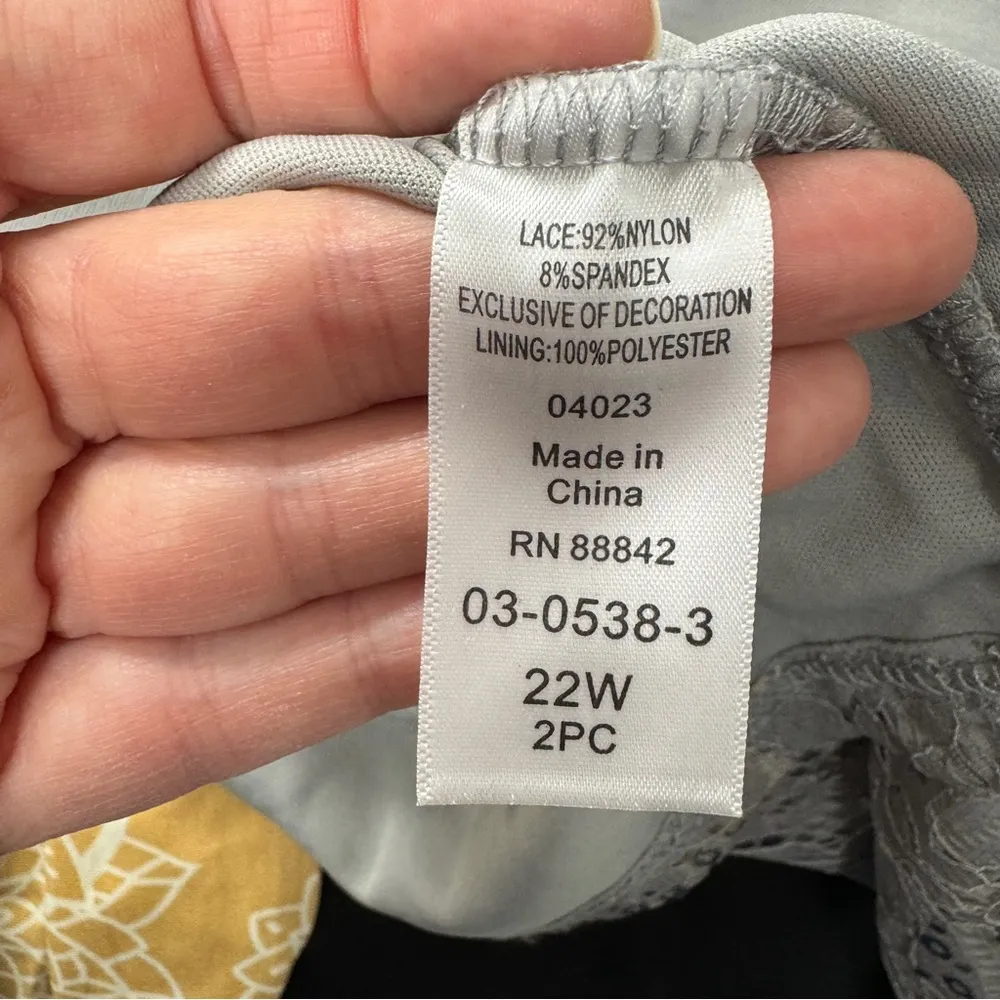 LACE:92%NYLON
8%SPANDEX
EXCLUSIVE OF DECORATION
LINING:100%POLYESTER
04023
Made in
China
RN 88842
03-0538-3
22W
2PC